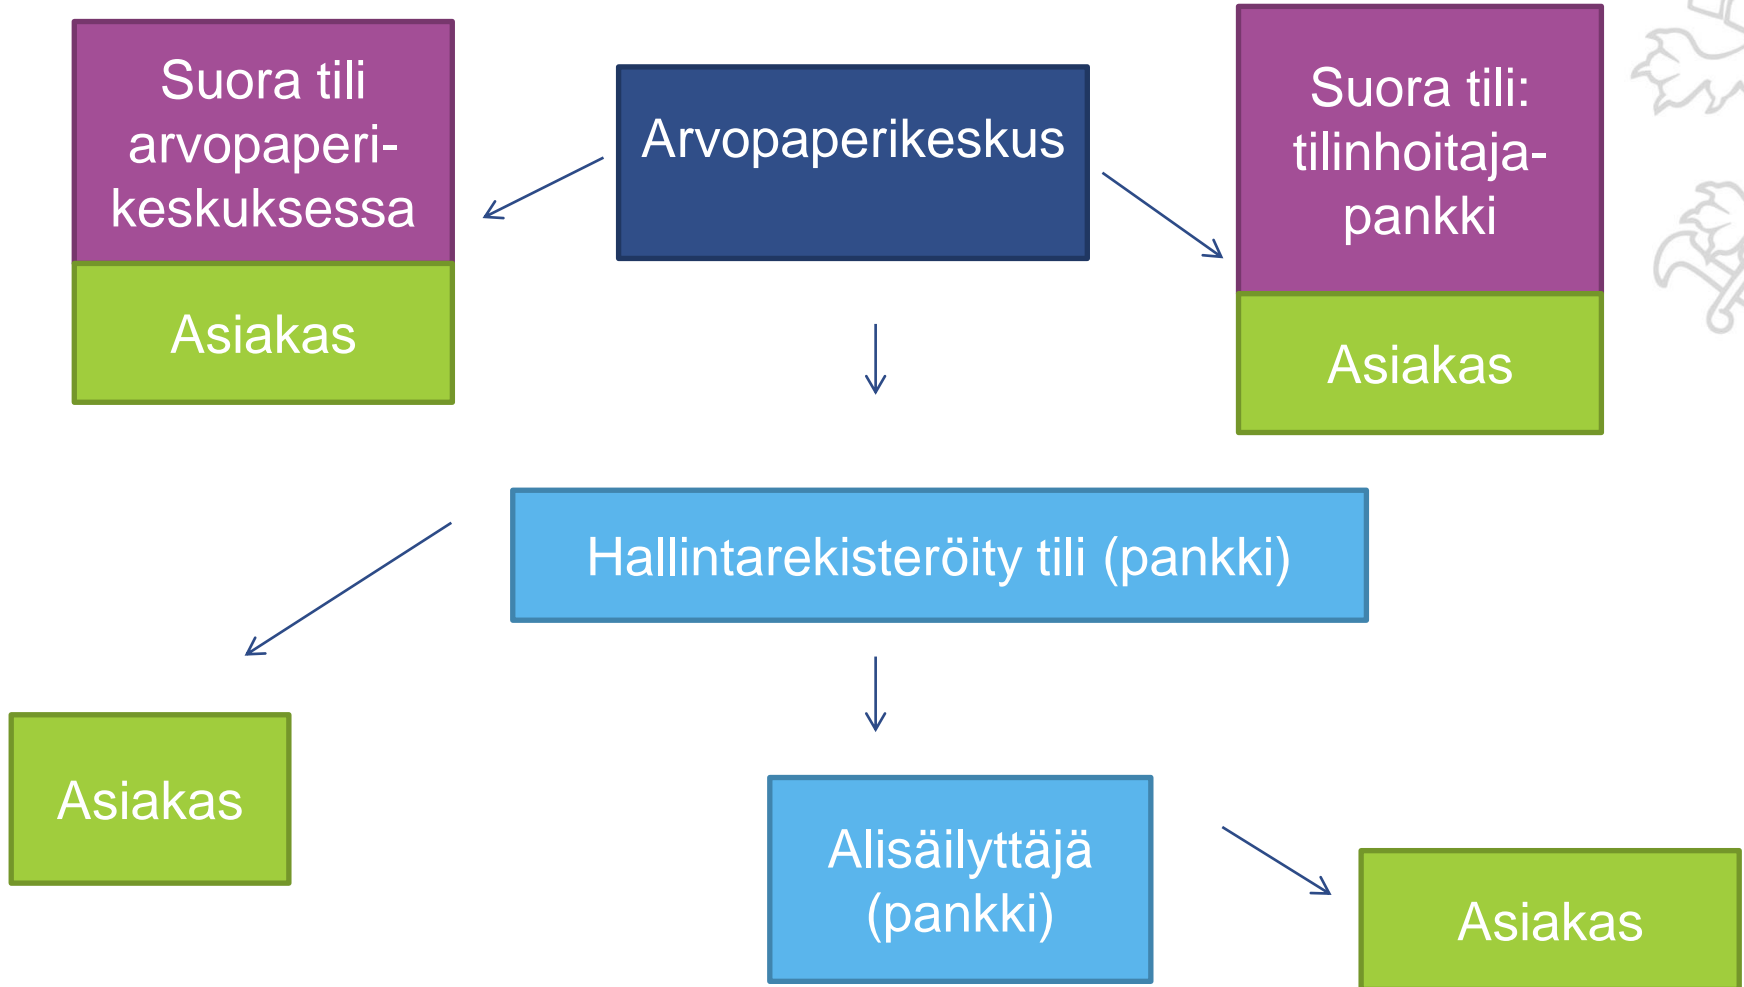 Suora tili
arvopaperi-
keskuksessa
Asiakas
Arvopaperikeskus
Suora tili:
tilinhoitaja-
pankki
Asiakas
Hallintarekisteröity tili (pankki)
Asiakas
Alisäilyttäjä
(pankki)
Asiakas